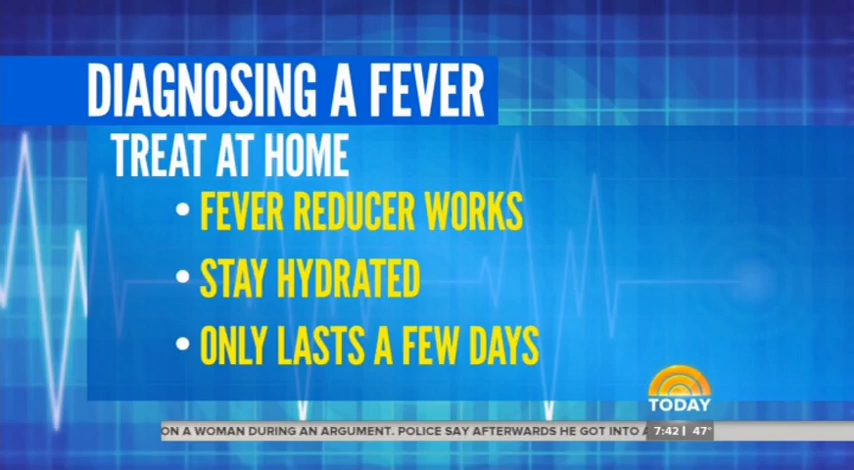 DIAGNOSING A FEVER
TREAT AT HOME
• FEVER REDUCER WORKS
• STAY HYDRATED
• ONLY LASTS A FEW DAYS
TODAY
ON A WOMAN DURING AN ARGUMENT. POLICE SAY AFTERWARDS HE GOT INTO
7:42 | 47°